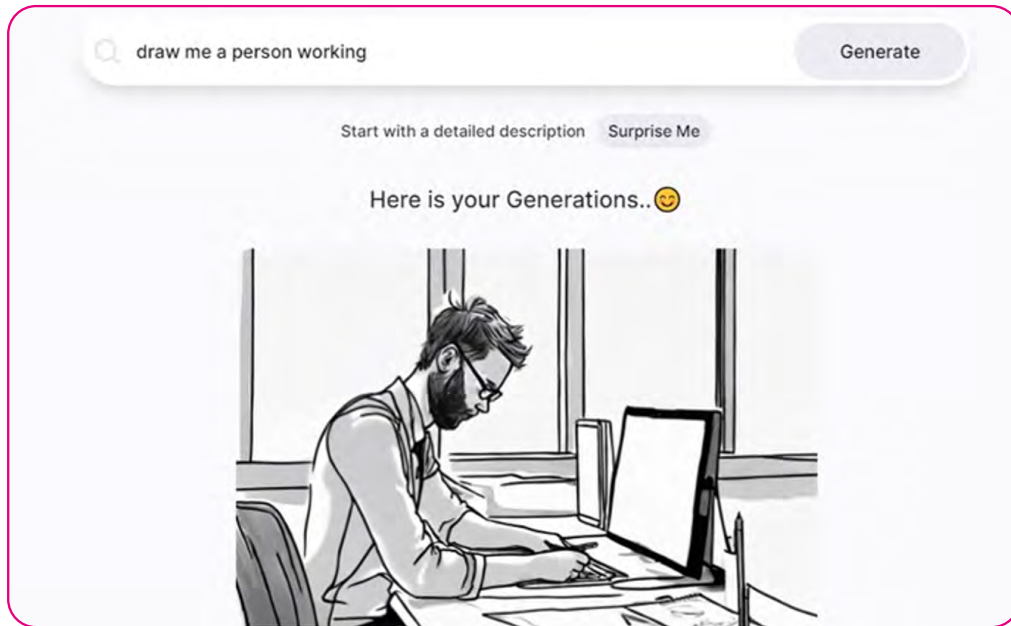 draw me a person working
Generate
Start with a detailed description Surprise Me
Here is your Generations..😊